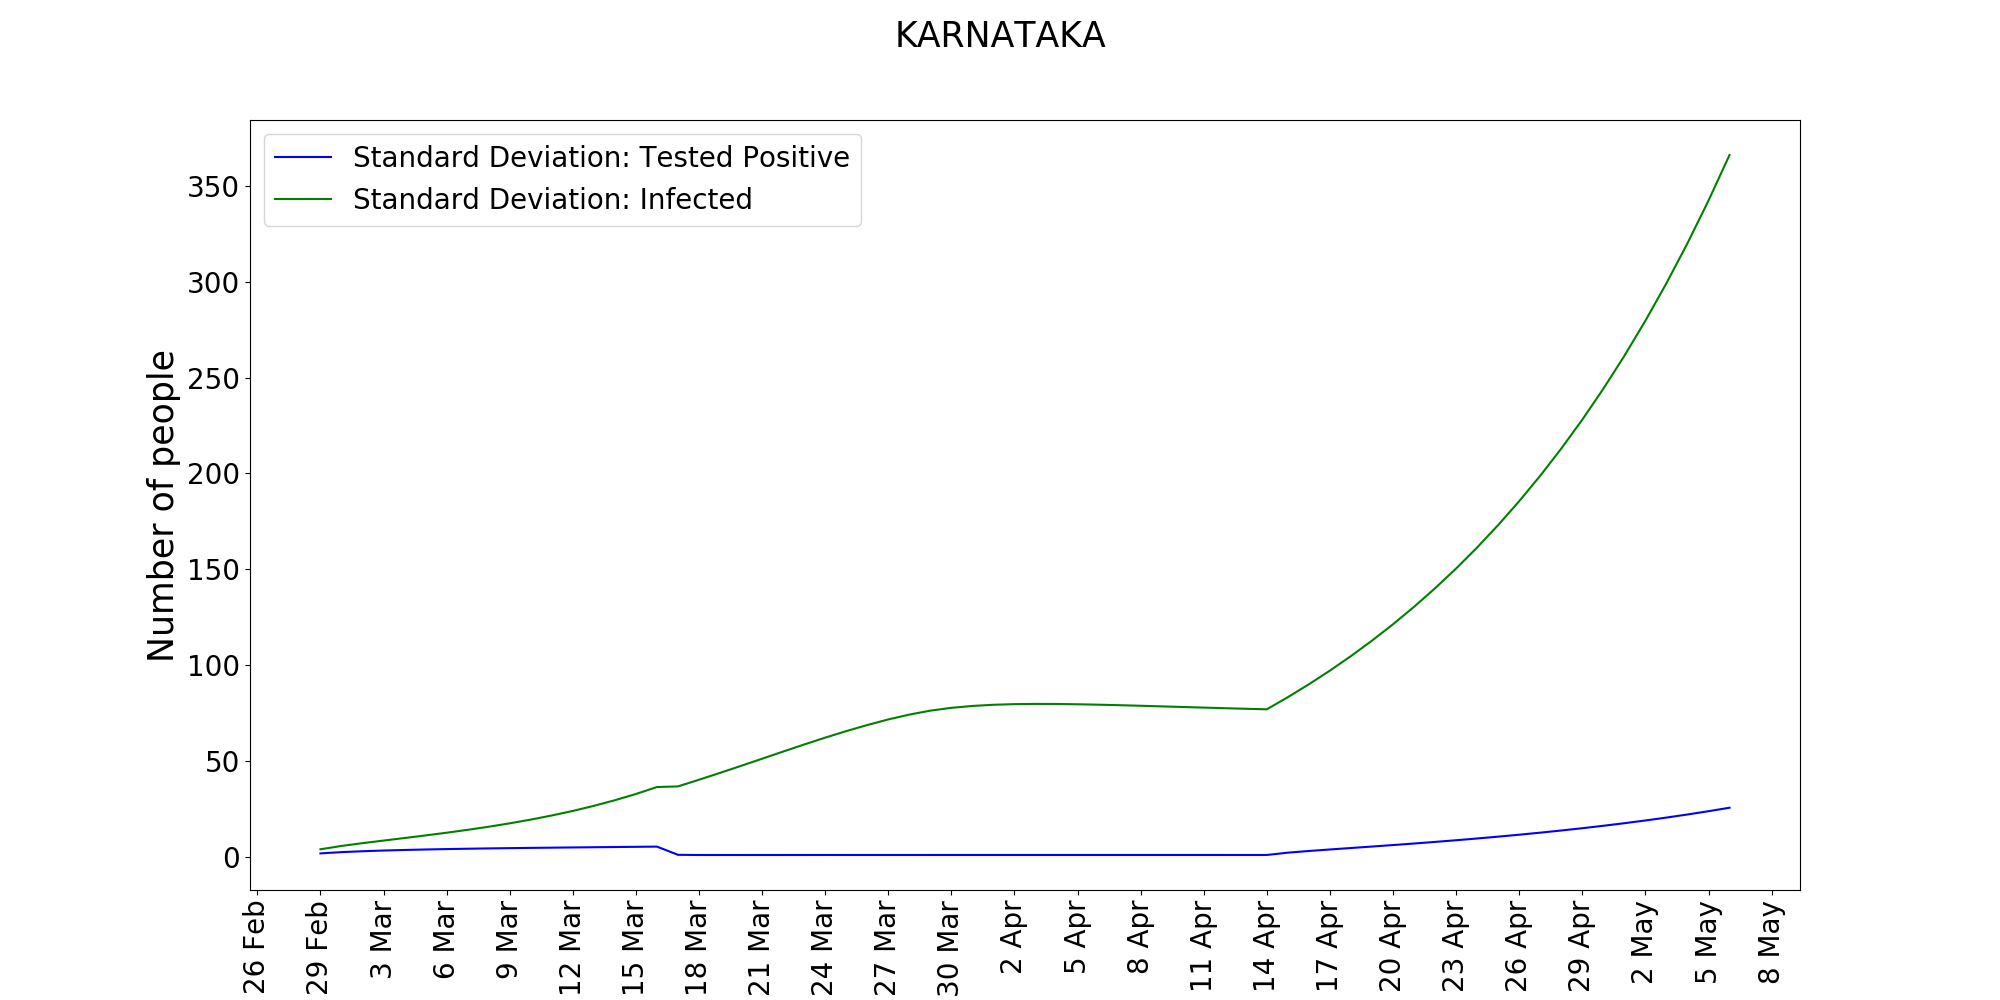 KARNATAKA
Standard Deviation: Tested Positive
Standard Deviation: Infected
Number of people
350
300
250
200
150
100
50
0
26 Feb
29 Feb
3 Mar
6 Mar
9 Mar
12 Mar
15 Mar
18 Mar
21 Mar
24 Mar
27 Mar
30 Mar
2 Apr
5 Apr
8 Apr
11 Apr
14 Apr
17 Apr
20 Apr
23 Apr
26 Apr
29 Apr
2 May
5 May
8 May